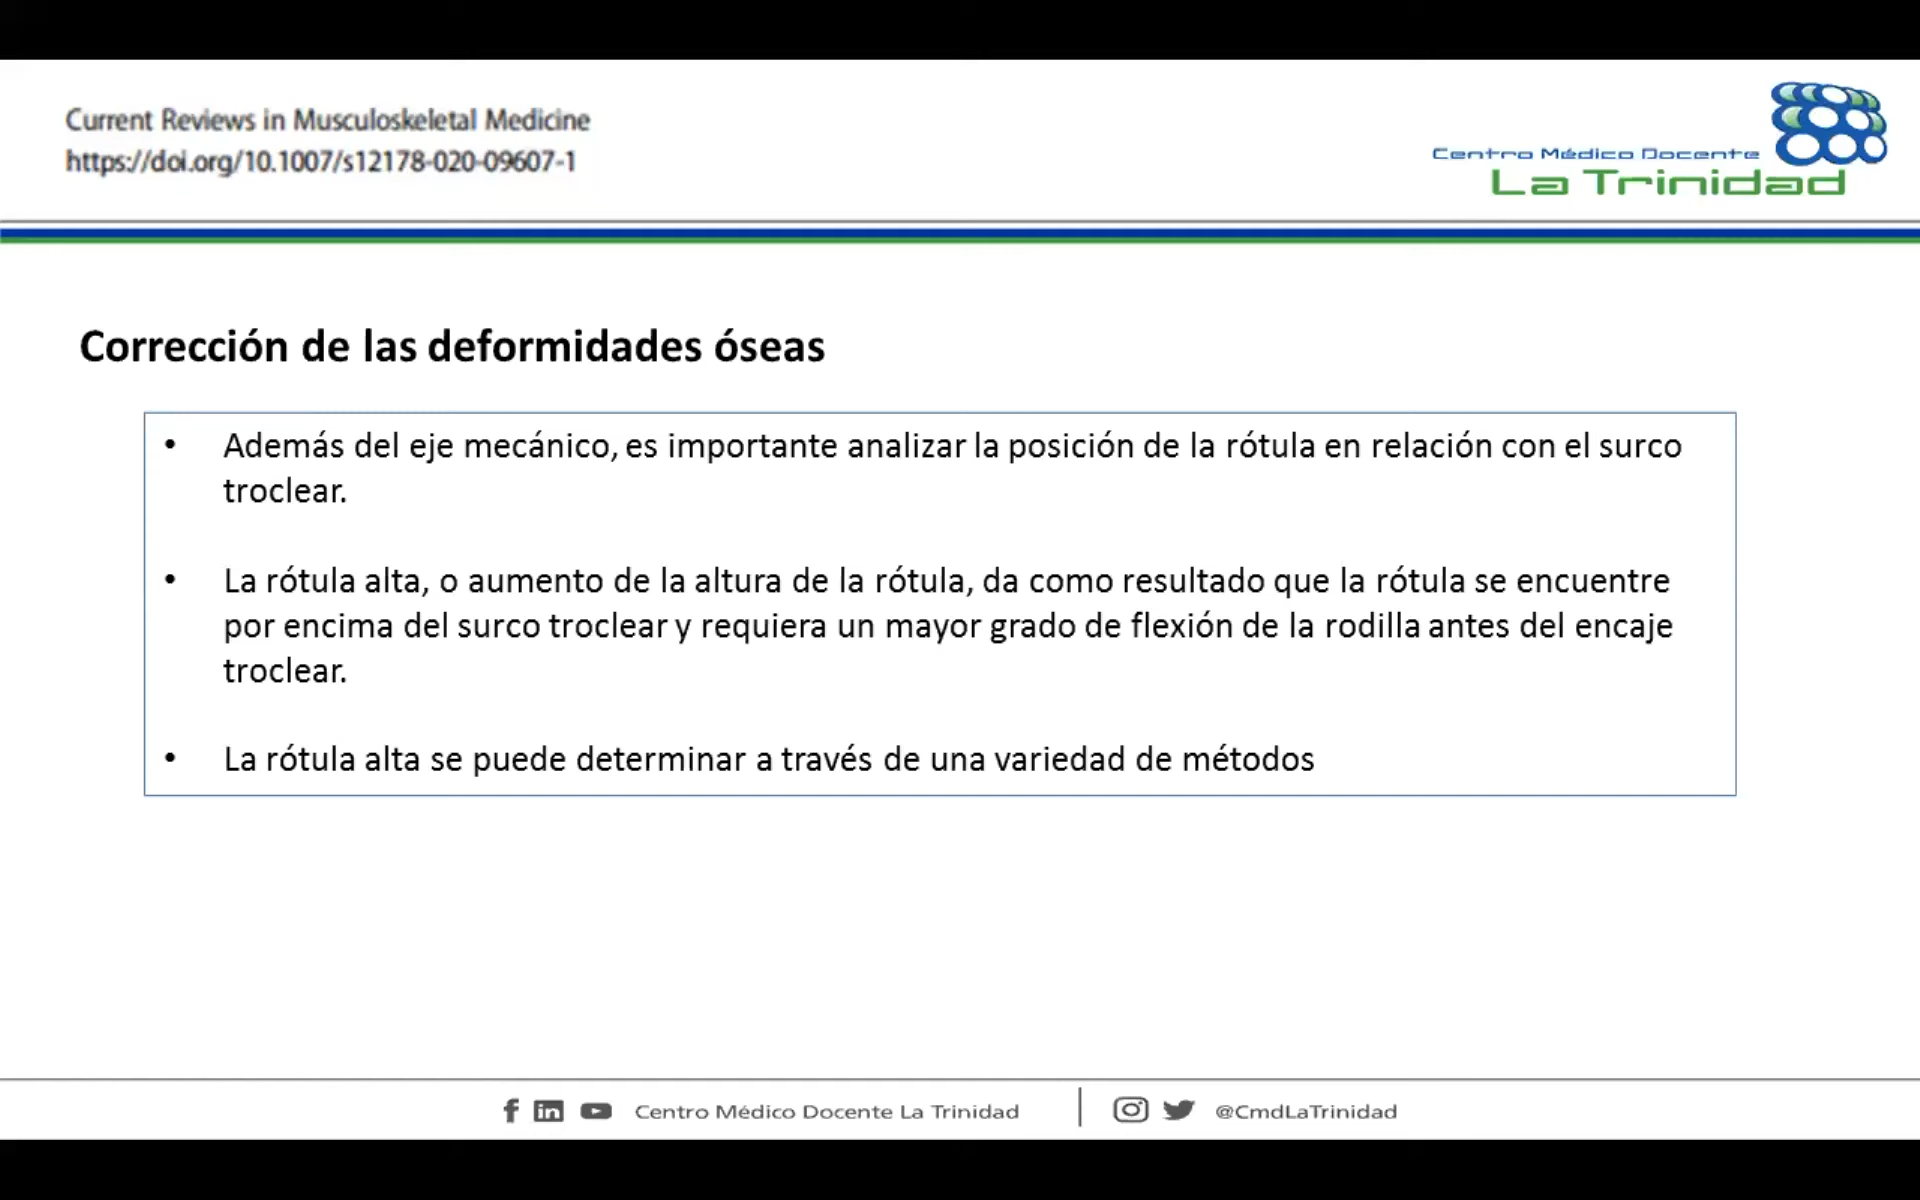 Current Reviews in Musculoskeletal Medicine
https://doi.org/10.1007/s12178-020-09607-1
Centro Médico Docente
La Trinidad
Corrección de las deformidades óseas
• Además del eje mecánico, es importante analizar la posición de la rótula en relación con el surco
troclear.
• La rótula alta, o aumento de la altura de la rótula, da como resultado que la rótula se encuentre
por encima del surco troclear y requiera un mayor grado de flexión de la rodilla antes del encaje
troclear.
• La rótula alta se puede determinar a través de una variedad de métodos
Centro Médico Docente La Trinidad
@CmdLaTrinidad